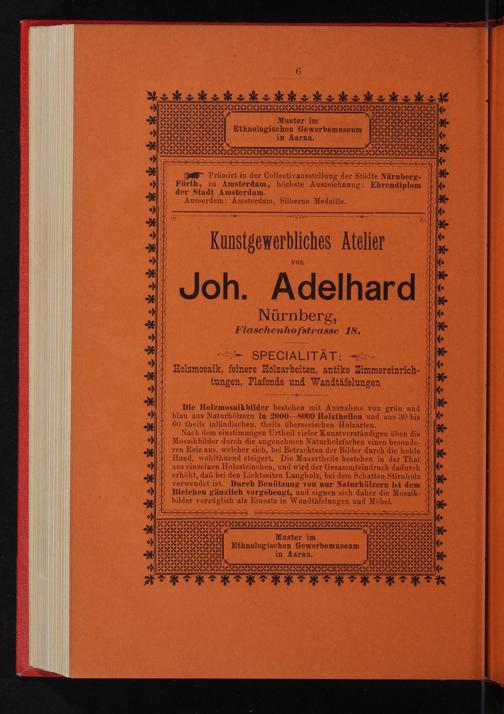 6
Muster im
Ethnologischen Gewerbemuseum
in Aarau.
Prämirt in der Collectivausstellung der Städte Nürnberg-
Fürth, zu Amsterdam, höchste Auszeichnung: Ehrendiplom
der Stadt Amsterdam.
Ausserdem: Amsterdam, Silberne Medaille.
Kunstgewerbliches Atelier
von
Joh. Adelhard
Nürnberg,
Flaschenhofstrasse 18.
SPECIALITÄT:
Holzmosaik, feinere Holzarbeiten, antike Zimmereinrich-
tungen, Plafonds und Wandtäfelungen
Die Holzmosaikbilder bestehen mit Ausnahme von grün und
blau aus Naturhölzern in 2000—8000 Holztheilen und aus 30 bis
60 theils inländischen, theils überseeischen Holzarten.
Nach dem einstimmigen Urtheil vieler Kunstverständigen üben die
Mosaikbilder durch die angenehmen Naturholzfarben einen besonde-
ren Reiz aus, welcher sich, bei Betrachten der Bilder durch die hohle
Hand, wohlthuend steigert. Die Mauertheile bestehen in der That
aus einzelnen Holzsteinchen, und wird der Gesammteindruck dadurch
erhöht, daß bei den Lichtseiten Langholz, bei dem Schatten Stirnholz
verwendet ist. Durch Benützung von nur Naturhölzern ist dem
Bleichen gänzlich vorgebeugt, und eignen sich daher die Mosaik-
bilder vorzüglich als Einsatz in Wandtäfelungen und Möbel.
Muster im
Ethnologischen Gewerbemuseum
in Aarau.